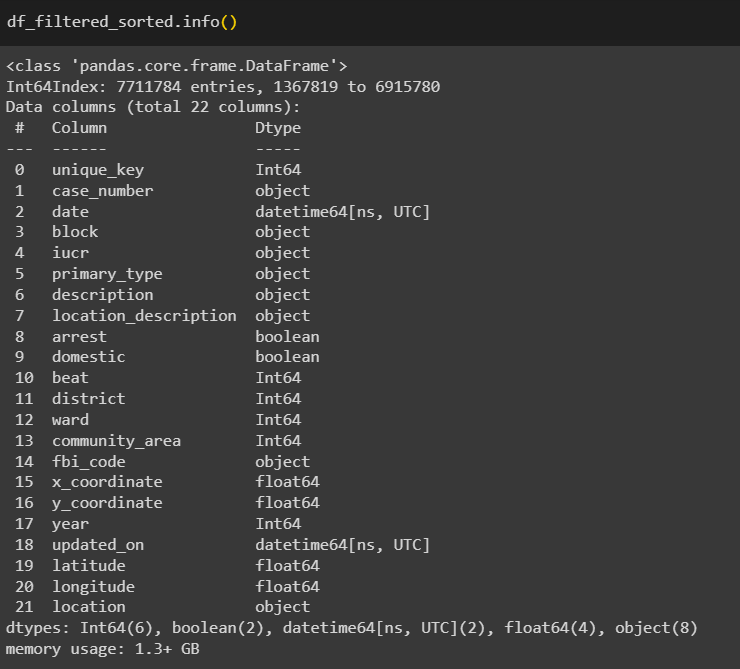 df_filtered_sorted.info()
<class 'pandas.core.frame.DataFrame'>
Int64Index: 7711784 entries, 1367819 to 6915780
Data columns (total 22 columns):
 #   Column                Dtype
---  ------                -----
 0   unique_key            Int64
 1   case_number           object
 2   date                  datetime64[ns, UTC]
 3   block                 object
 4   iucr                  object
 5   primary_type          object
 6   description           object
 7   location_description  object
 8   arrest                boolean
 9   domestic              boolean
 10  beat                  Int64
 11  district              Int64
 12  ward                  Int64
 13  community_area        Int64
 14  fbi_code              object
 15  x_coordinate          float64
 16  y_coordinate          float64
 17  year                  Int64
 18  updated_on            datetime64[ns, UTC]
 19  latitude              float64
 20  longitude             float64
 21  location              object
dtypes: Int64(6), boolean(2), datetime64[ns, UTC](2), float64(4), object(8)
memory usage: 1.3+ GB